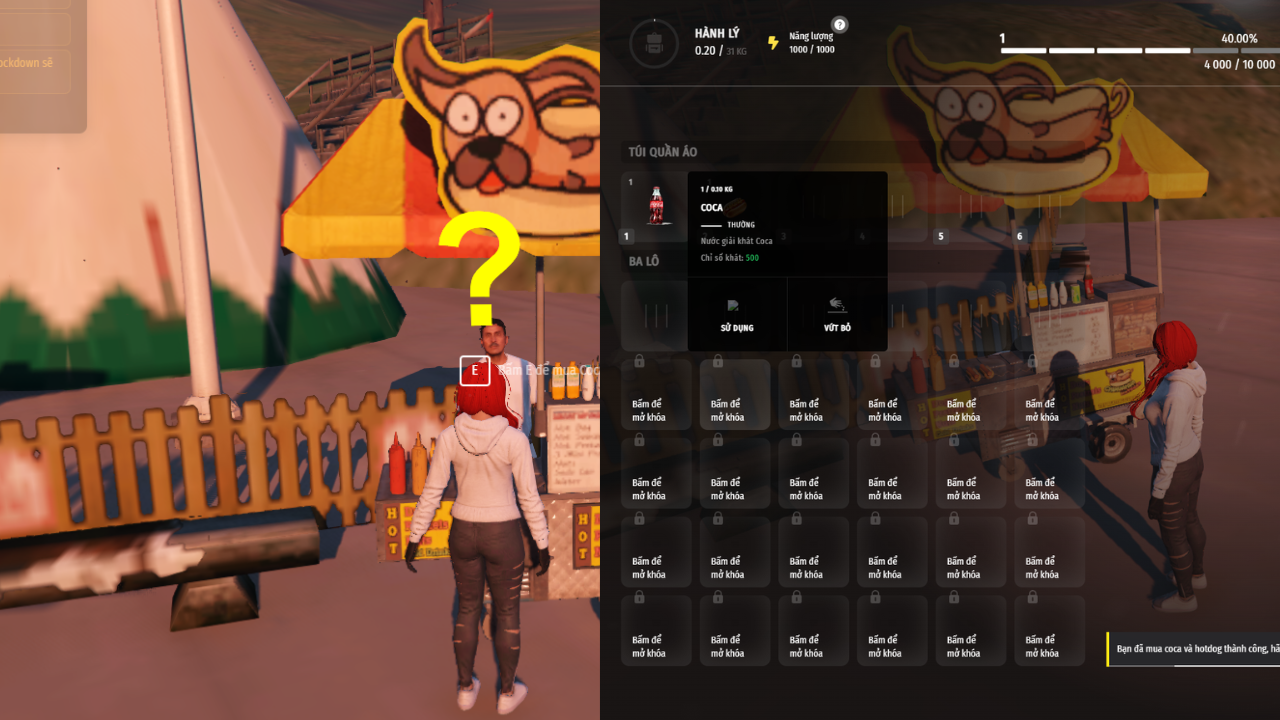 ockdown sẽ
?
E
Bấm E để mua Coc
HOT
HOT
HÀNH LÝ
0.20 / 31 KG
Năng lượng
1000 / 1000
?
1
40.00%
4 000 / 10 000
TÚI QUẦN ÁO
1
1
3
4
5
6
1 / 0.10 KG
COCA
THƯỜNG
Nước giải khát Coca
Chỉ số khát: 500
SỬ DỤNG
VỨT BỎ
BA LÔ
Bấm để
mở khóa
Bấm để
mở khóa
Bấm để
mở khóa
Bấm để
mở khóa
Bấm để
mở khóa
Bấm để
mở khóa
Bấm để
mở khóa
Bấm để
mở khóa
Bấm để
mở khóa
Bấm để
mở khóa
Bấm để
mở khóa
Bấm để
mở khóa
Bấm để
mở khóa
Bấm để
mở khóa
Bấm để
mở khóa
Bấm để
mở khóa
Bấm để
mở khóa
Bấm để
mở khóa
Bấm để
mở khóa
Bấm để
mở khóa
Bấm để
mở khóa
Bấm để
mở khóa
Bấm để
mở khóa
Bấm để
mở khóa
Bạn đã mua coca và hotdog thành công, hã